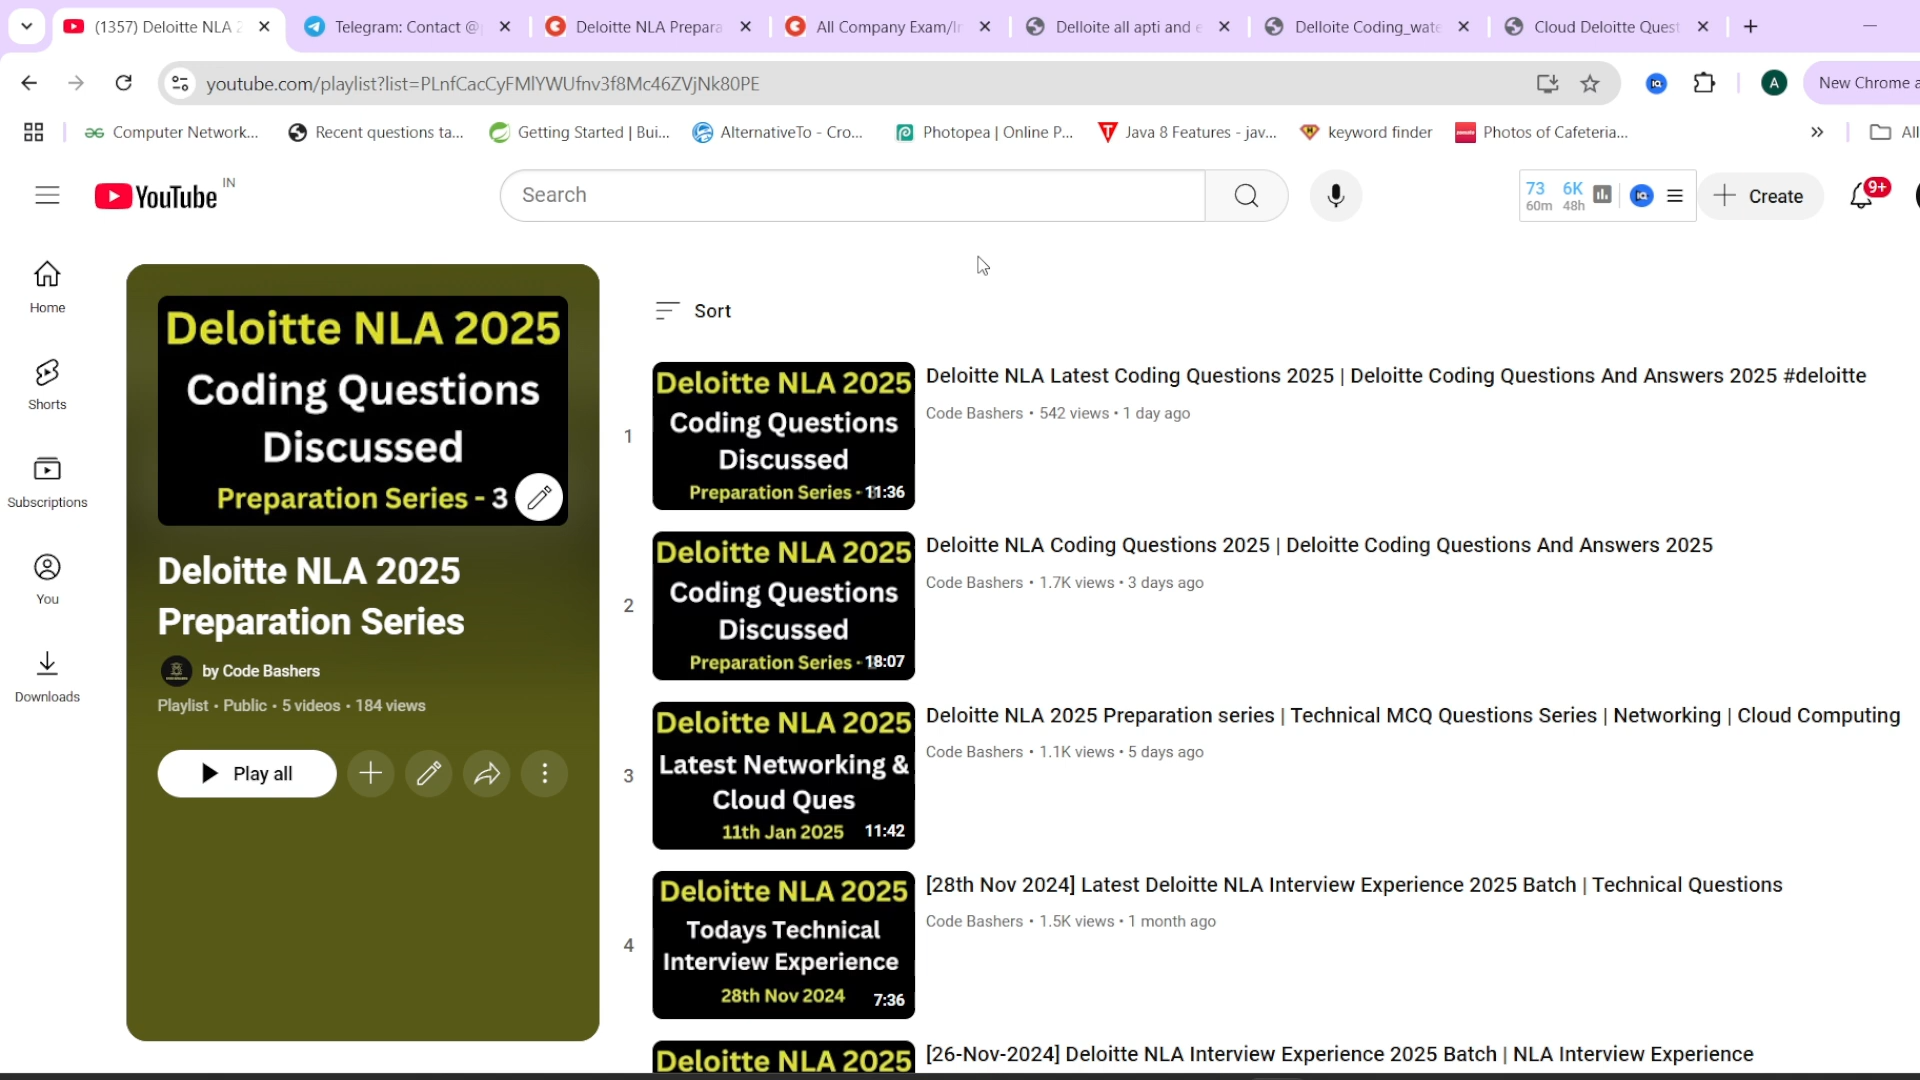 (1357) Deloitte NLA 2
Telegram: Contact @
Deloitte NLA Prepara
All Company Exam/In
Delloite all apti and e
Delloite Coding_wate
Cloud Deloitte Quest
youtube.com/playlist?list=PLnfCacCyFMlYWUfnv3f8Mc46ZVjNk80PE
A
New Chrome a
Computer Network...
Recent questions ta...
Getting Started | Bui...
AlternativeTo - Cro...
Photopea | Online P...
Java 8 Features - jav...
keyword finder
Photos of Cafeteria...
All
YouTube IN
Search
73 6K
60m 48h
Create
9+
Home
Shorts
Subscriptions
You
Downloads
Deloitte NLA 2025
Coding Questions
Discussed
Preparation Series - 3
Deloitte NLA 2025
Preparation Series
by Code Bashers
Playlist • Public • 5 videos • 184 views
Play all
Sort
1
Deloitte NLA 2025
Coding Questions
Discussed
Preparation Series -
11:36
Deloitte NLA Latest Coding Questions 2025 | Deloitte Coding Questions And Answers 2025 #deloitte
Code Bashers • 542 views • 1 day ago
2
Deloitte NLA 2025
Coding Questions
Discussed
Preparation Series -
18:07
Deloitte NLA Coding Questions 2025 | Deloitte Coding Questions And Answers 2025
Code Bashers • 1.7K views • 3 days ago
3
Deloitte NLA 2025
Latest Networking &
Cloud Ques
11th Jan 2025
11:42
Deloitte NLA 2025 Preparation series | Technical MCQ Questions Series | Networking | Cloud Computing
Code Bashers • 1.1K views • 5 days ago
4
Deloitte NLA 2025
Todays Technical
Interview Experience
28th Nov 2024
7:36
[28th Nov 2024] Latest Deloitte NLA Interview Experience 2025 Batch | Technical Questions
Code Bashers • 1.5K views • 1 month ago
Deloitte NLA 2025
[26-Nov-2024] Deloitte NLA Interview Experience 2025 Batch | NLA Interview Experience